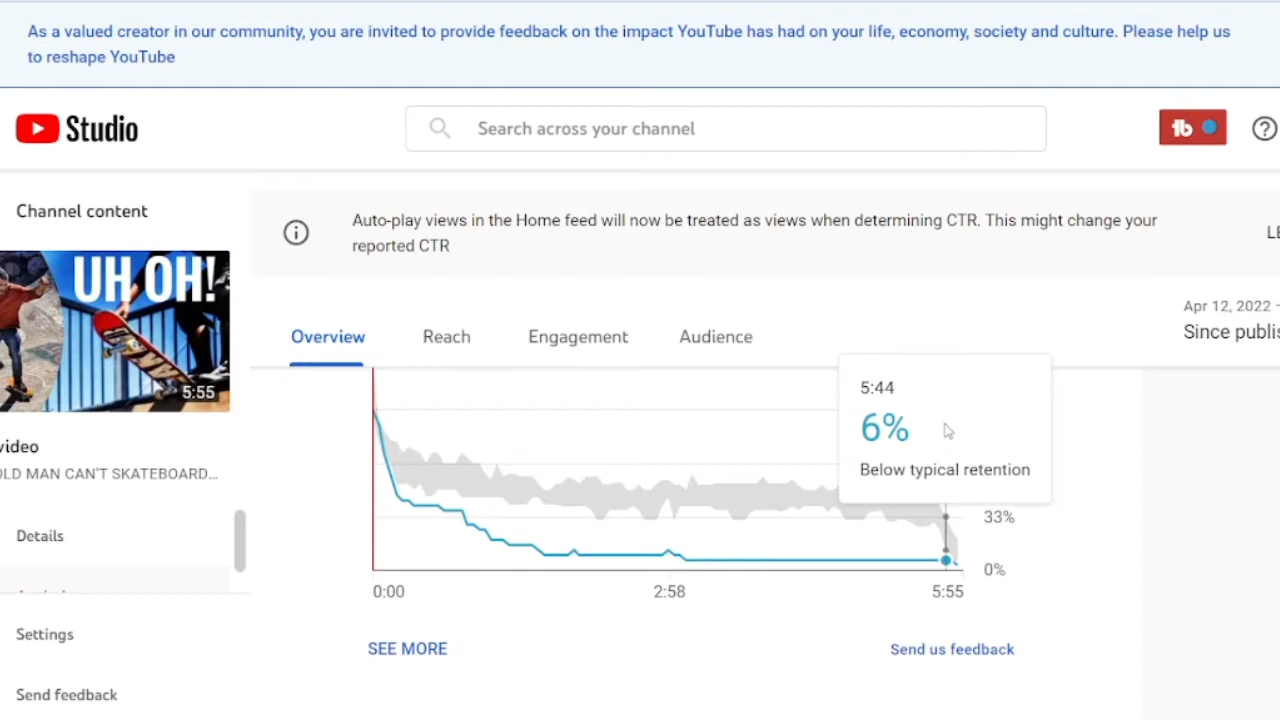 As a valued creator in our community, you are invited to provide feedback on the impact YouTube has had on your life, economy, society and culture. Please help us
to reshape YouTube
Studio
Search across your channel
tb
Channel content
Auto-play views in the Home feed will now be treated as views when determining CTR. This might change your
reported CTR
LE
UH OH!
5:55
Overview
Reach
Engagement
Audience
Apr 12, 2022 -
Since publis
5:44
6%
Below typical retention
video
OLD MAN CAN'T SKATEBOARD...
33%
0%
0:00
2:58
5:55
Details
Settings
SEE MORE
Send us feedback
Send feedback